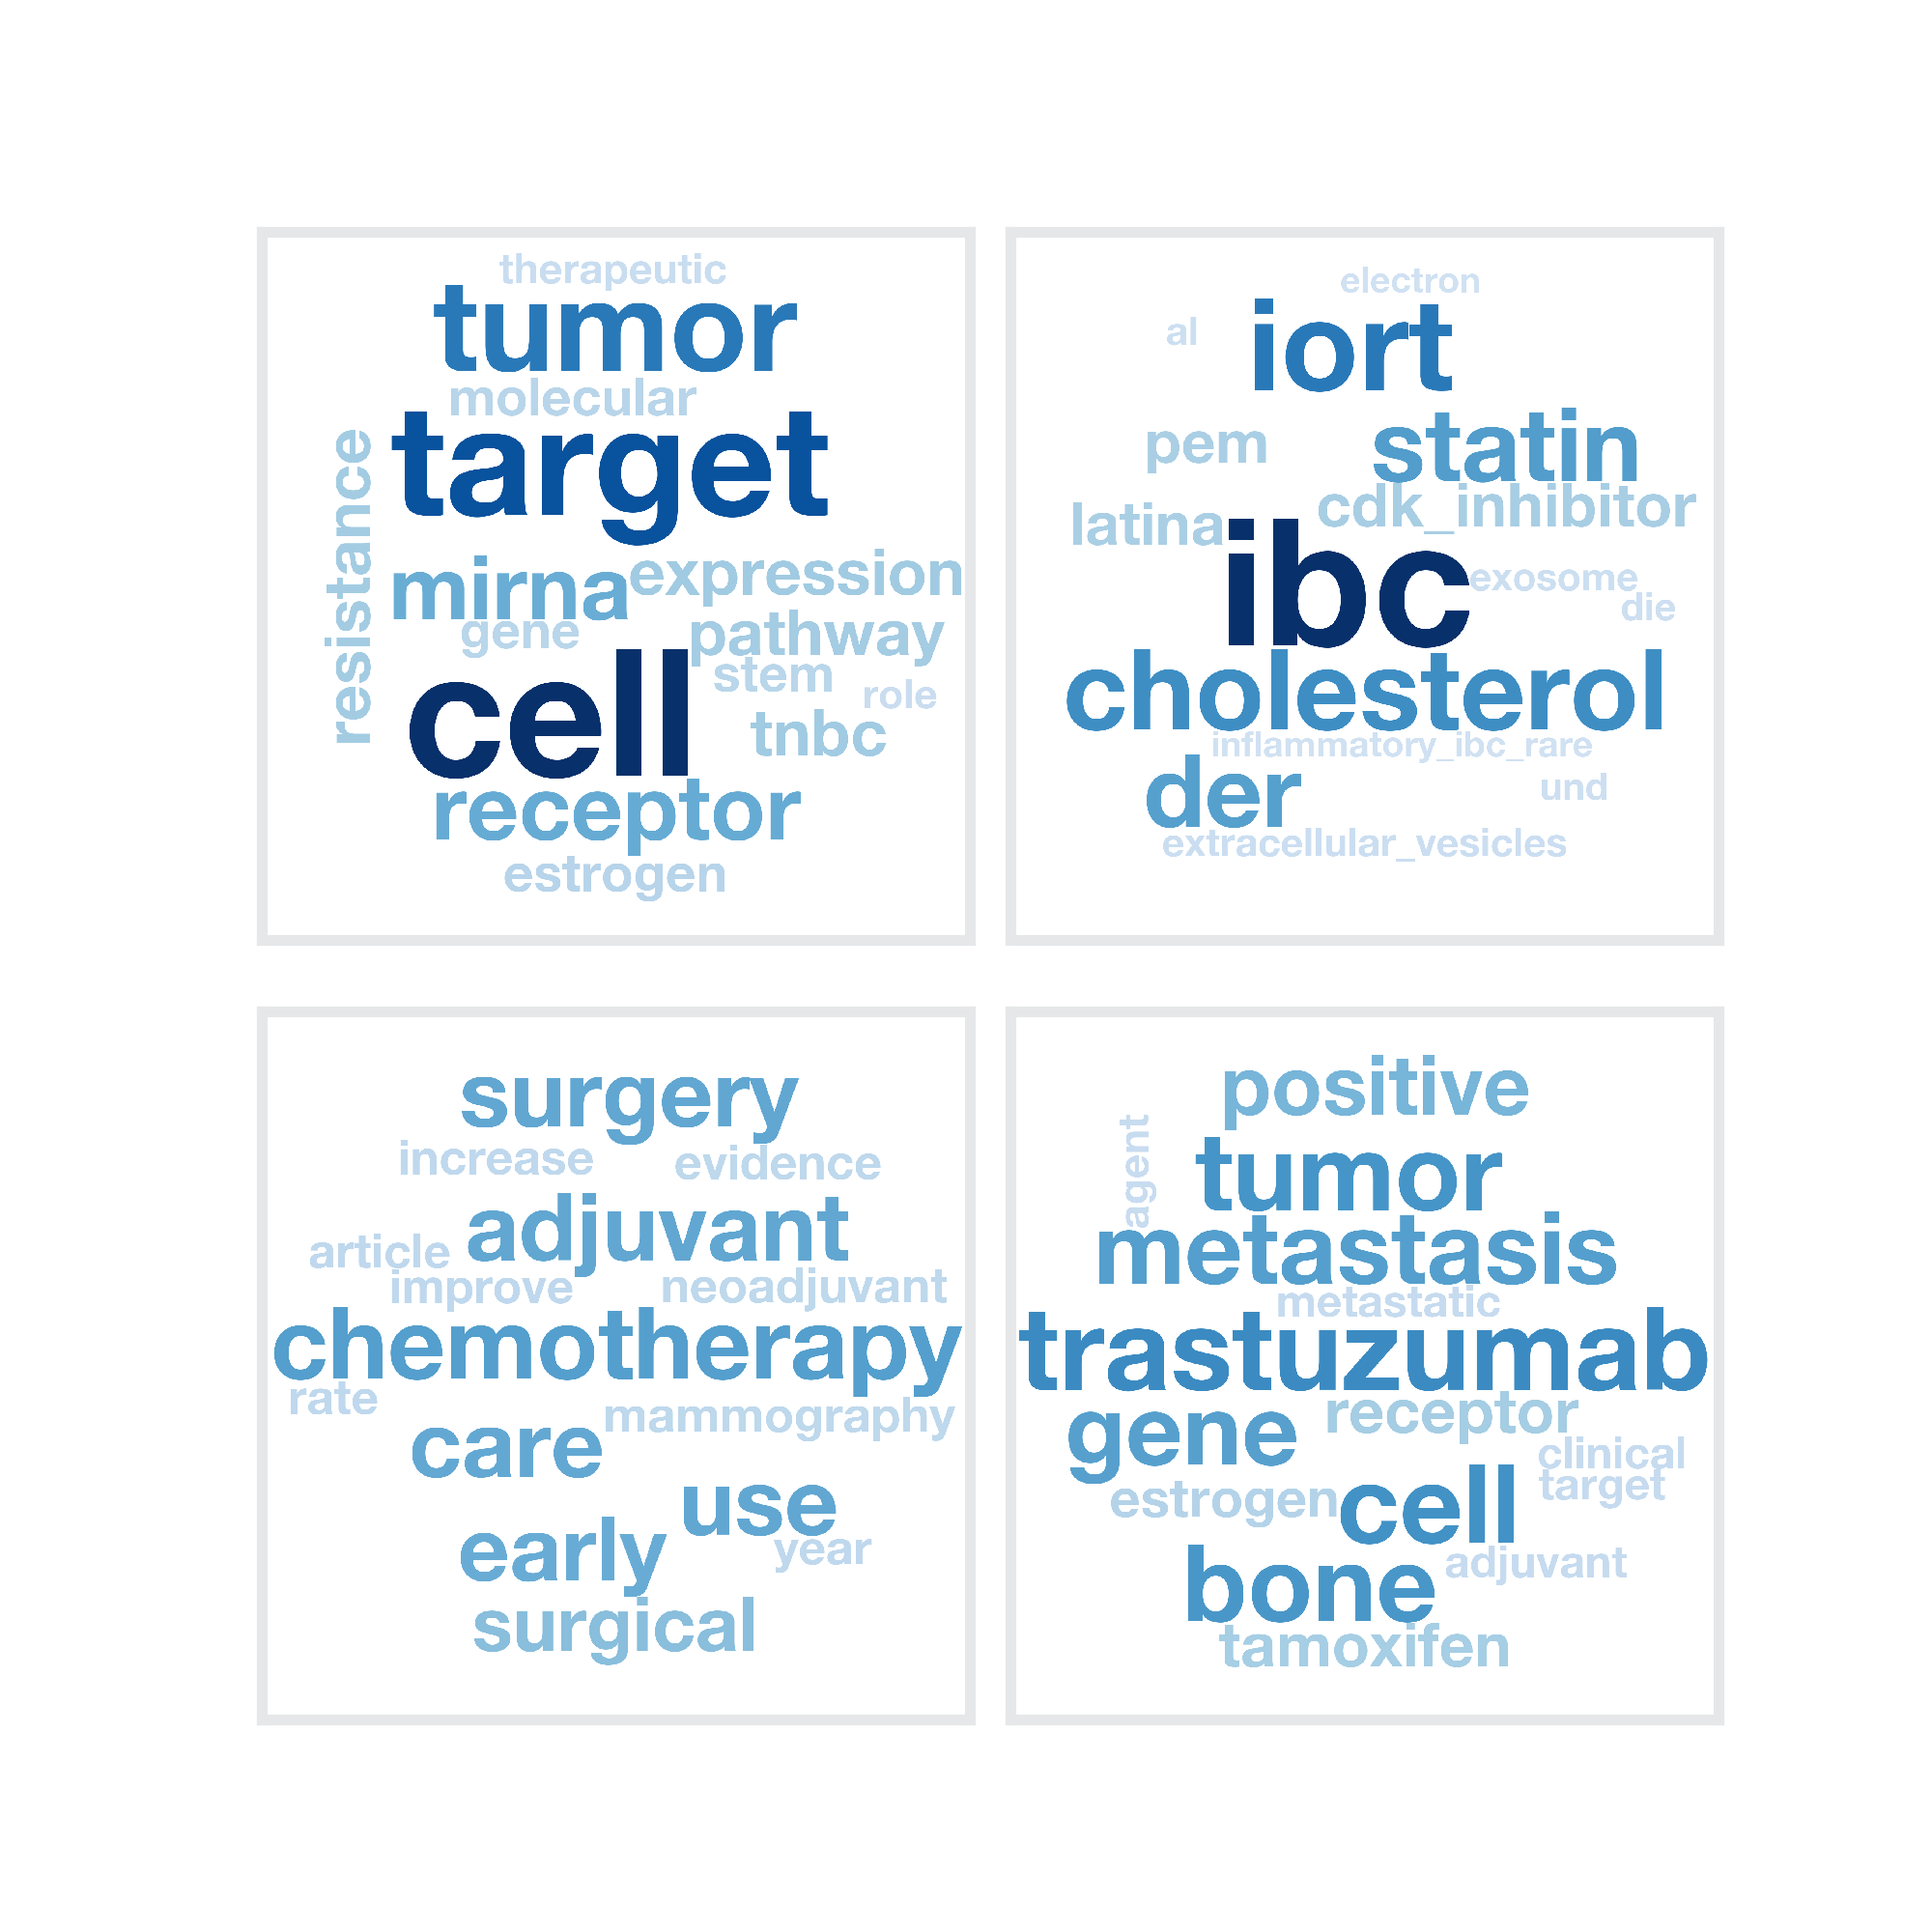 therapeutic
tumor
molecular
target
resistance
mirna
expression
gene
pathway
stem
role
cell
tnbc
receptor
estrogen
electron
al
iort
statin
pem
cdk_inhibitor
latina
ibc
exosome
die
cholesterol
inflammatory_ibc_rare
der
und
extracellular_vesicles
surgery
increase
evidence
adjuvant
article
improve
neoadjuvant
chemotherapy
rate
mammography
care
use
early
year
surgical
positive
agent
tumor
metastasis
metastatic
trastuzumab
gene
receptor
clinical
target
estrogen
cell
bone
adjuvant
tamoxifen